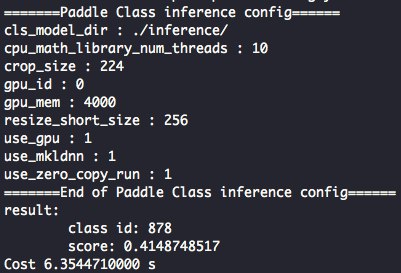 =======Paddle Class inference config======
cls_model_dir : ./inference/
cpu_math_library_num_threads : 10
crop_size : 224
gpu_id : 0
gpu_mem : 4000
resize_short_size : 256
use_gpu : 1
use_mkldnn : 1
use_zero_copy_run : 1
=======End of Paddle Class inference config======
result:
        class id: 878
        score: 0.4148748517
Cost 6.3544710000 s